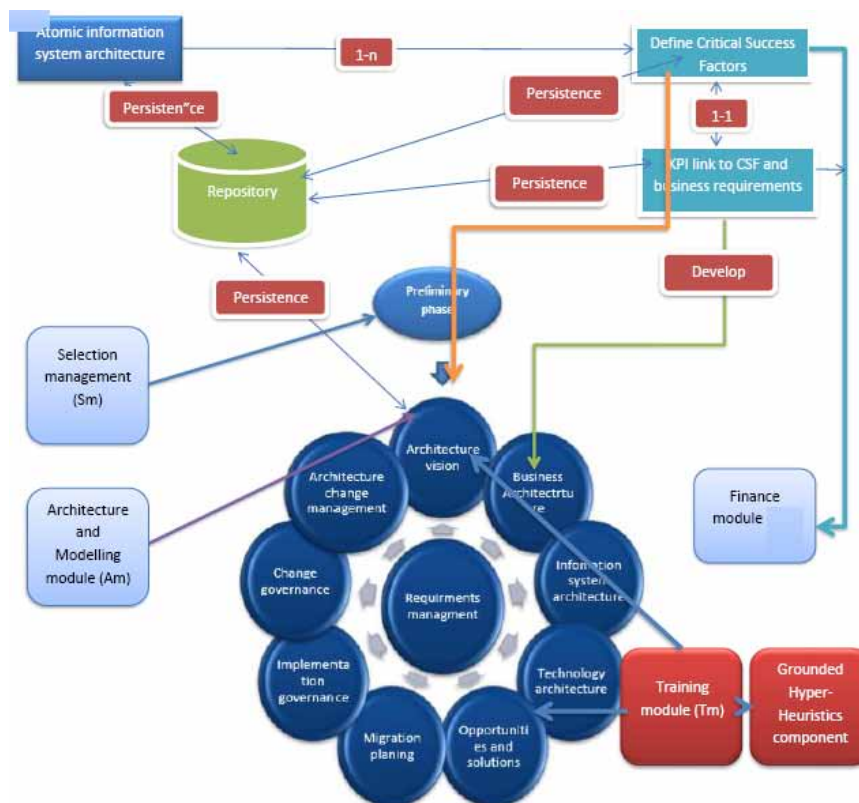 Atomic information
system architecture
1-n
Define Critical Success
Factors
Persistence
Persisten"ce
1-1
Repository
KPI link to CSF and
business requirements
Persistence
Develop
Persistence
Preliminary
phase
Selection
management
(Sm)
Architecture
vision
Business
Architectrtu
re
Architecture
change
management
Finance
module
Architecture
and
Modelling
module (Am)
Change
governance
Requirments
managment
Infomation
system
architecture
Implementa
tion
governance
Technology
architecture
Training
module (Tm)
Grounded
Hyper-
Heuristics
component
Migration
planing
Opportuniti
es and
solutions